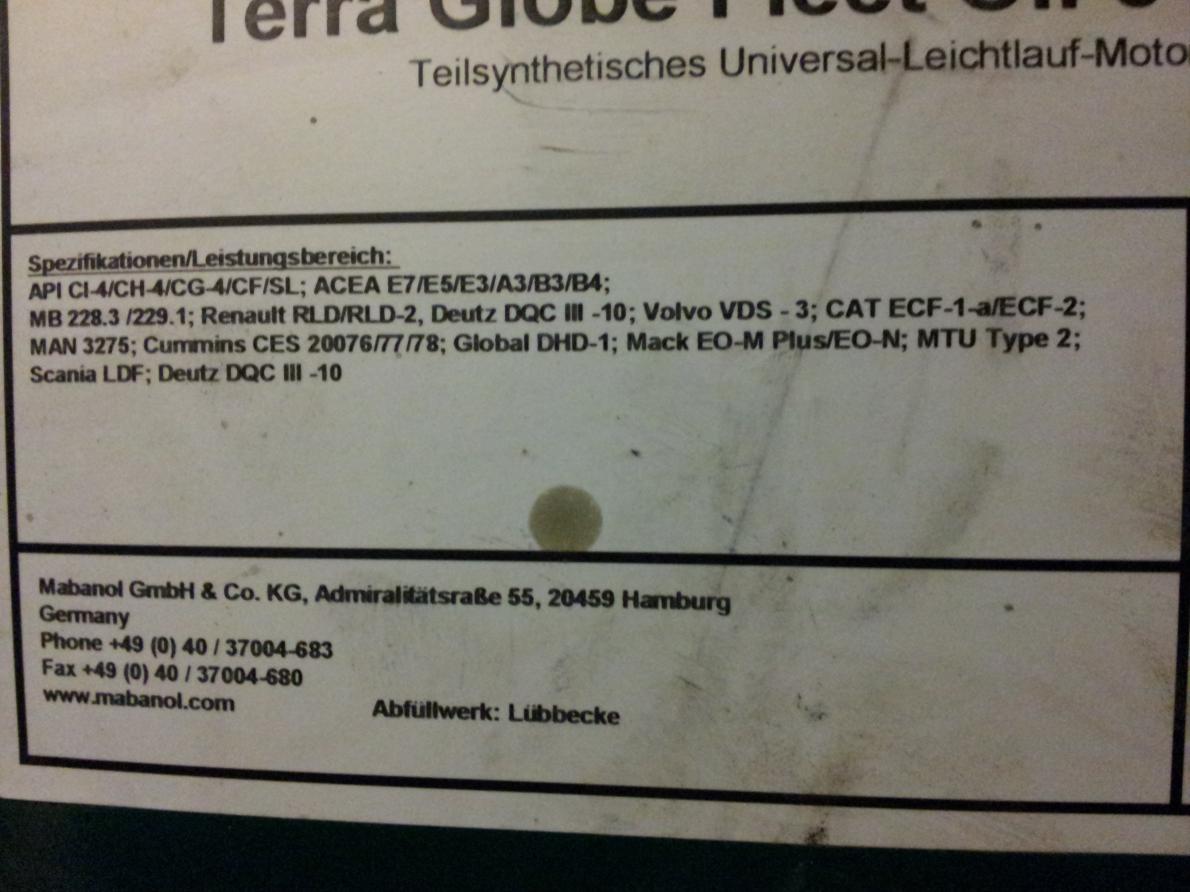 Terra Globe Fleet
Teilsynthetisches Universal-Leichtlauf-Moto
Spezifikationen/Leistungsbereich:
API CI-4/CH-4/CG-4/CF/SL; ACEA E7/E5/E3/A3/B3/B4;
MB 228.3 /229.1; Renault RLD/RLD-2, Deutz DQC III -10; Volvo VDS - 3; CAT ECF-1-a/ECF-2;
MAN 3275; Cummins CES 20076/77/78; Global DHD-1; Mack EO-M Plus/EO-N; MTU Type 2;
Scania LDF; Deutz DQC III -10
Mabanol GmbH & Co. KG, Admiralitätsraße 55, 20459 Hamburg
Germany
Phone +49 (0) 40 / 37004-683
Fax +49 (0) 40 / 37004-680
www.mabanol.com Abfüllwerk: Lübbecke